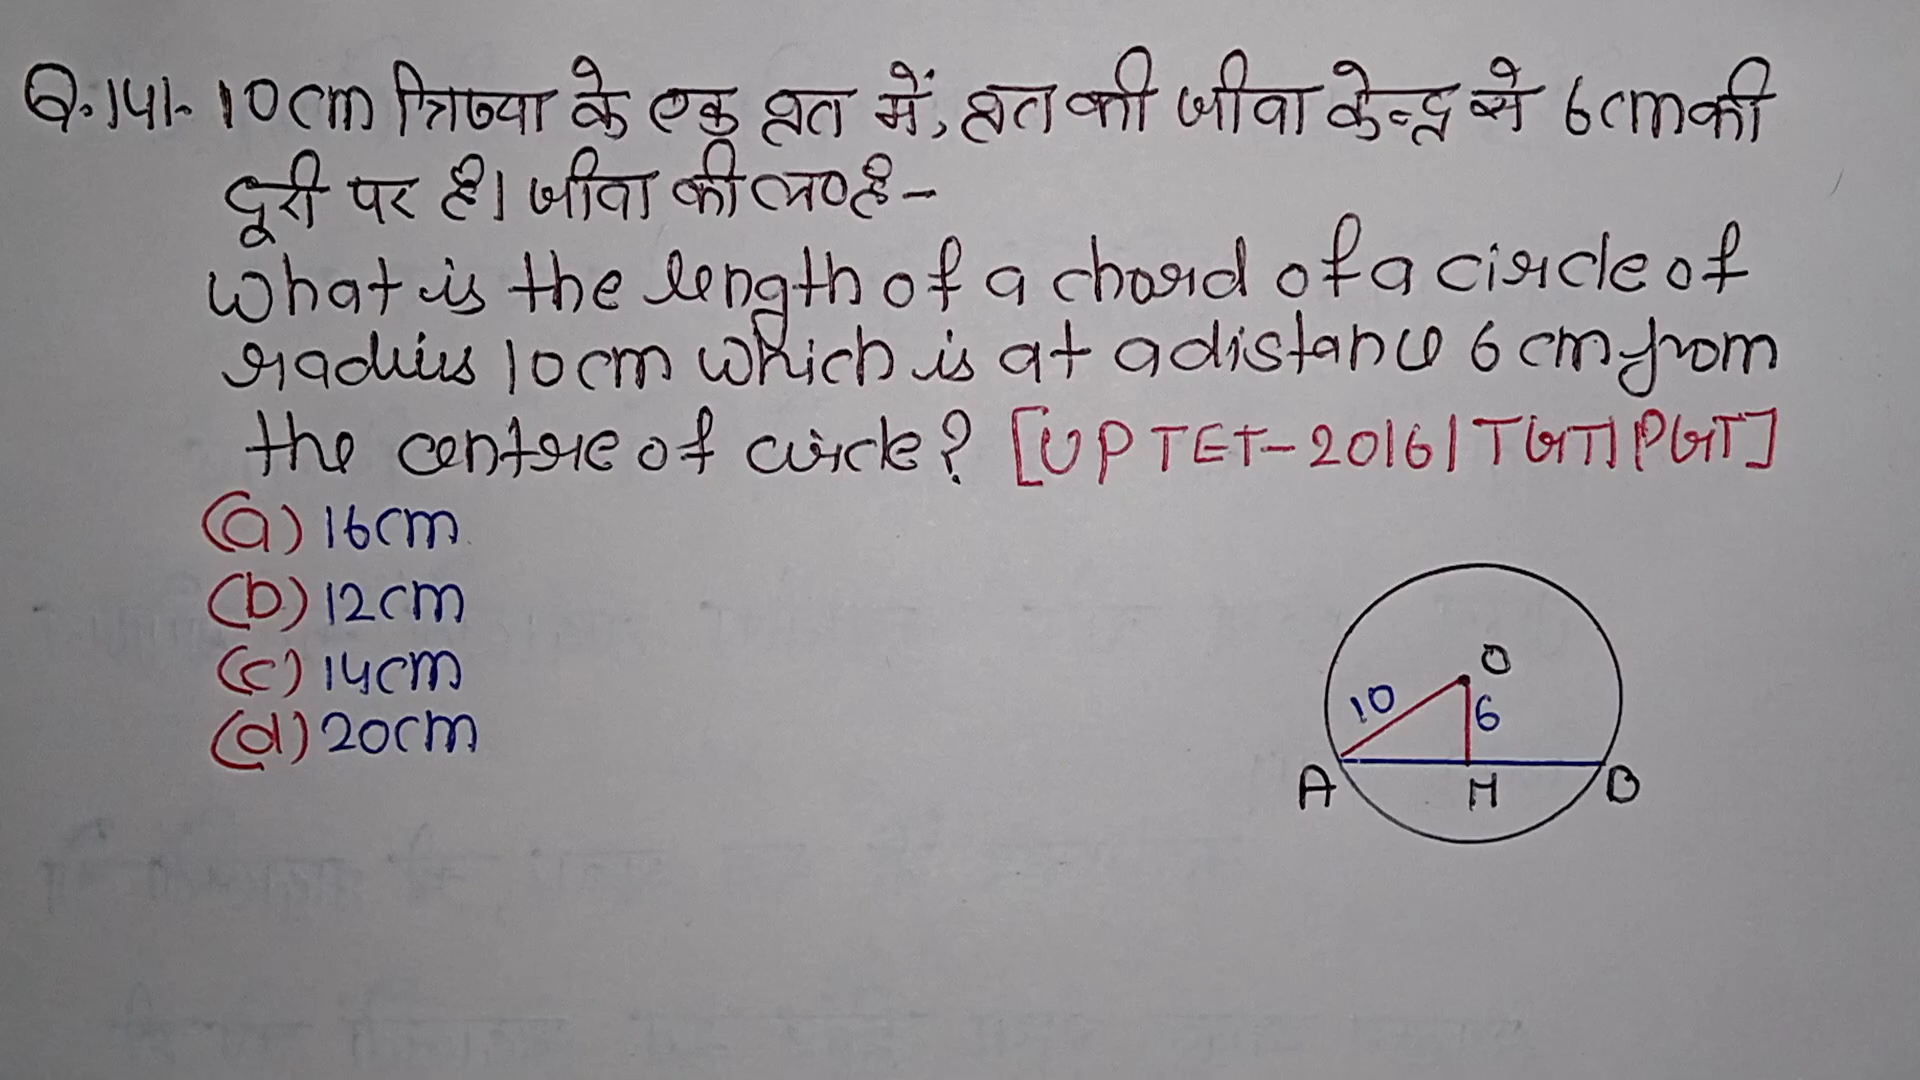 Q.141. 10cm त्रिज्या के एक वृत्त में, वृत्त की जीवा केन्द्र से 6cm की
दूरी पर है। जीवा की ल० है-
What is the length of a chord of a circle of
radius 10cm which is at a distance 6cm from
the centre of circle? [UPTET-2016|TGT|PGT]
(a) 16cm
(b) 12cm
(c) 14cm
(d) 20cm
O
10
6
A
M
B